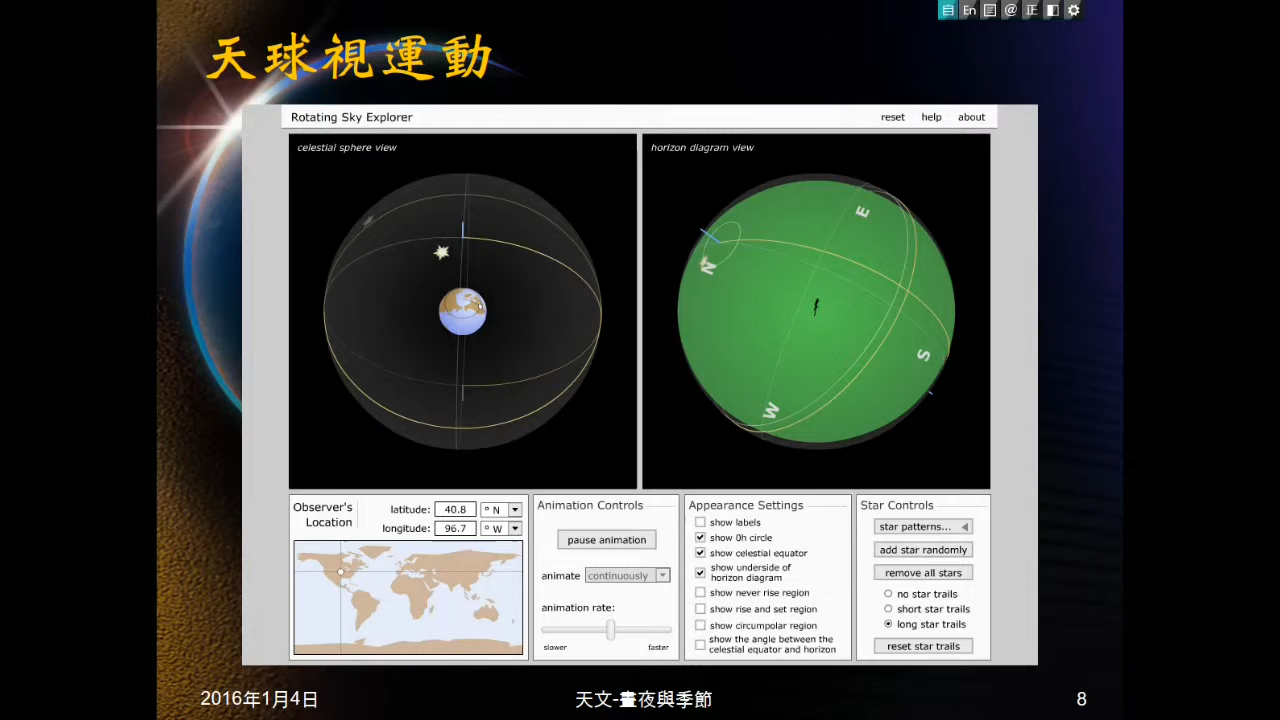 自 En @ 正
天球視運動
Rotating Sky Explorer
reset help about
celestial sphere view
horizon diagram view
E
N
S
W
Observer's
Location
latitude: 40.8 ° N
longitude: 96.7 ° W
Animation Controls
pause animation
animate continuously
animation rate:
slower faster
Appearance Settings
show labels
show 0h circle
show celestial equator
show underside of
horizon diagram
show never rise region
show rise and set region
show circumpolar region
show the angle between the
celestial equator and horizon
Star Controls
star patterns...
add star randomly
remove all stars
no star trails
short star trails
long star trails
reset star trails
2016年1月4日
天文-晝夜與季節
8